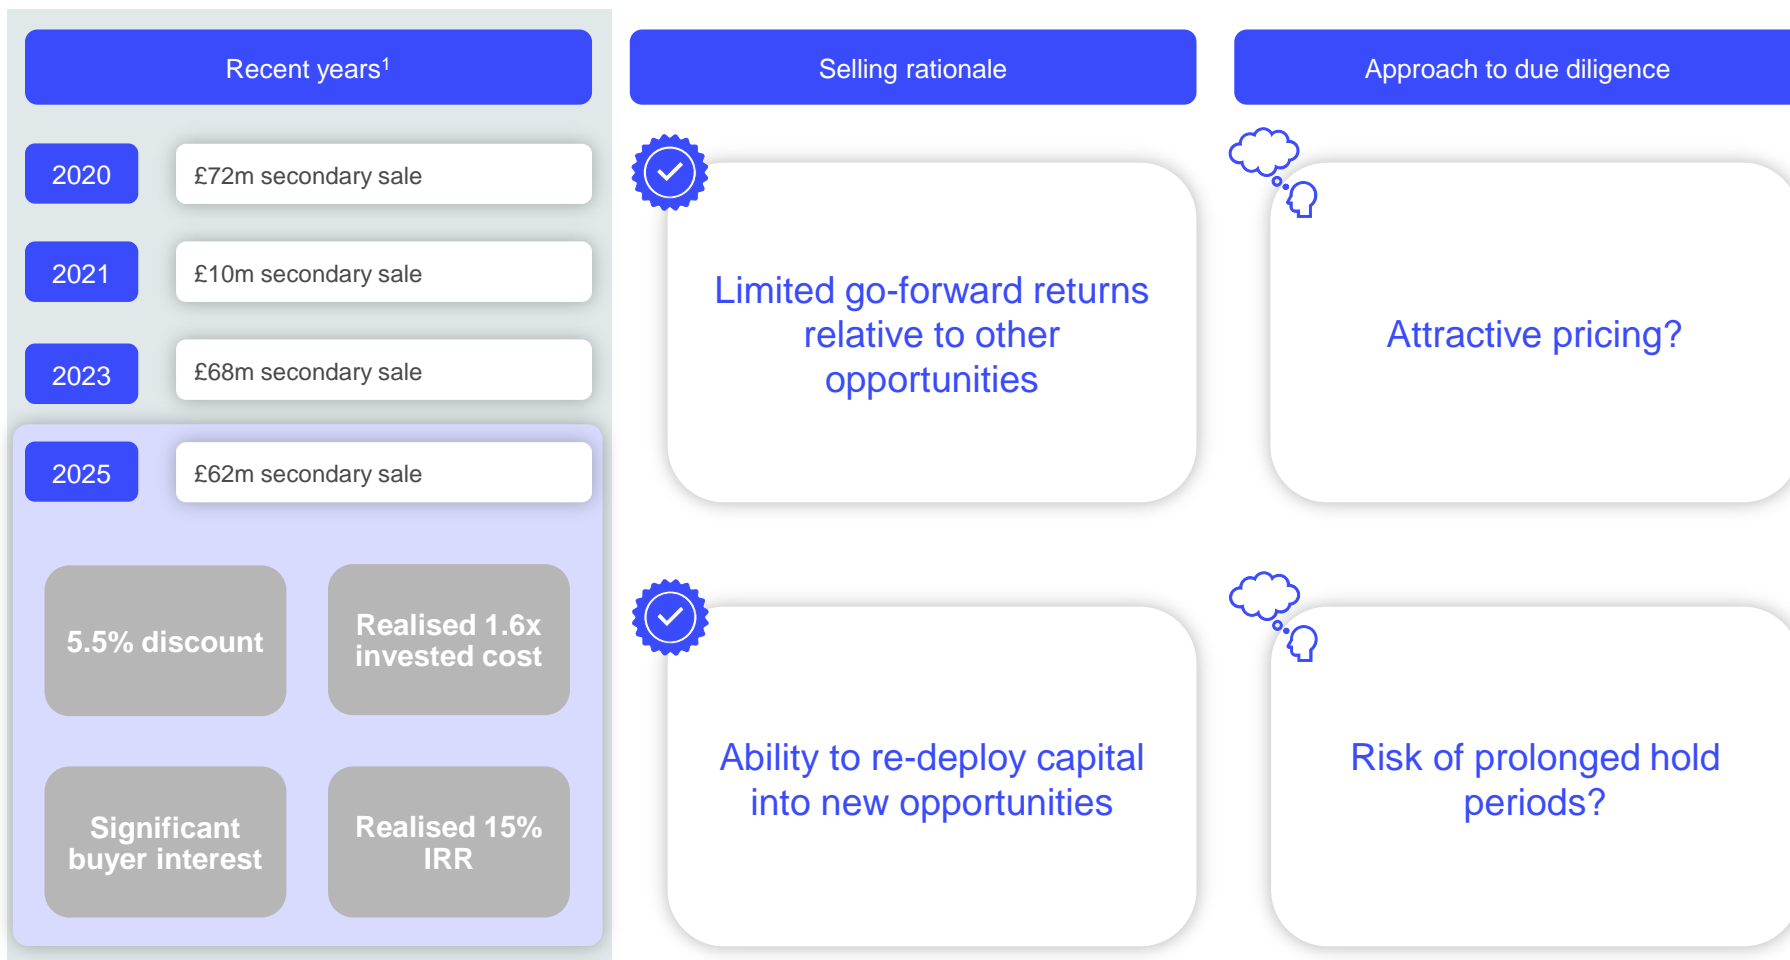 Recent years¹
2020
£72m secondary sale
2021
£10m secondary sale
2023
£68m secondary sale
2025
£62m secondary sale
5.5% discount
Realised 1.6x
invested cost
Significant
buyer interest
Realised 15%
IRR
Selling rationale
Limited go-forward returns
relative to other
opportunities
Ability to re-deploy capital
into new opportunities
Approach to due diligence
Attractive pricing?
Risk of prolonged hold
periods?